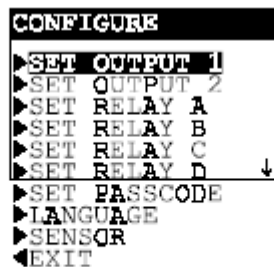 CONFIGURE
SET OUTPUT 1
SET OUTPUT 2
SET RELAY A
SET RELAY B
SET RELAY C
SET RELAY D
SET PASSCODE
LANGUAGE
SENSOR
EXIT